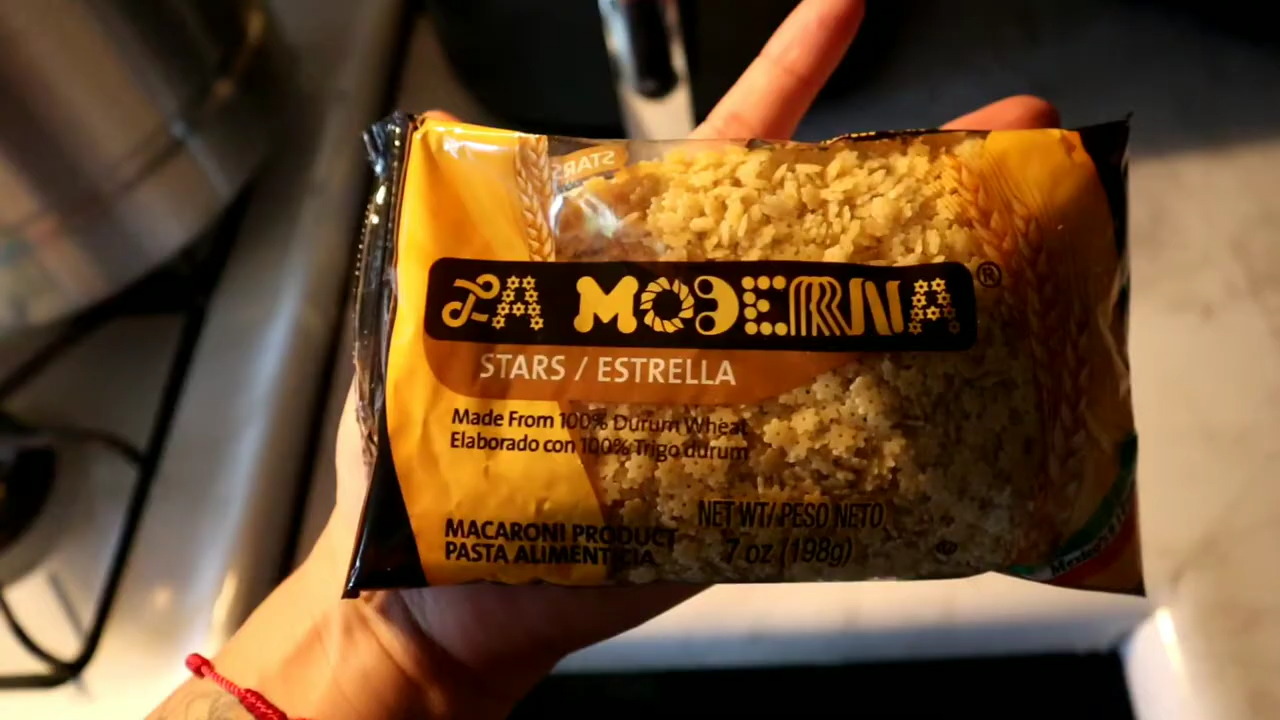 STARS
LA MODERNA®
STARS / ESTRELLA
Made From 100% Durum Wheat
Elaborado con 100% Trigo durum
MACARONI PRODUCT
PASTA ALIMENTICIA
NET WT/ PESO NETO
7 oz (198g)
Mexico's